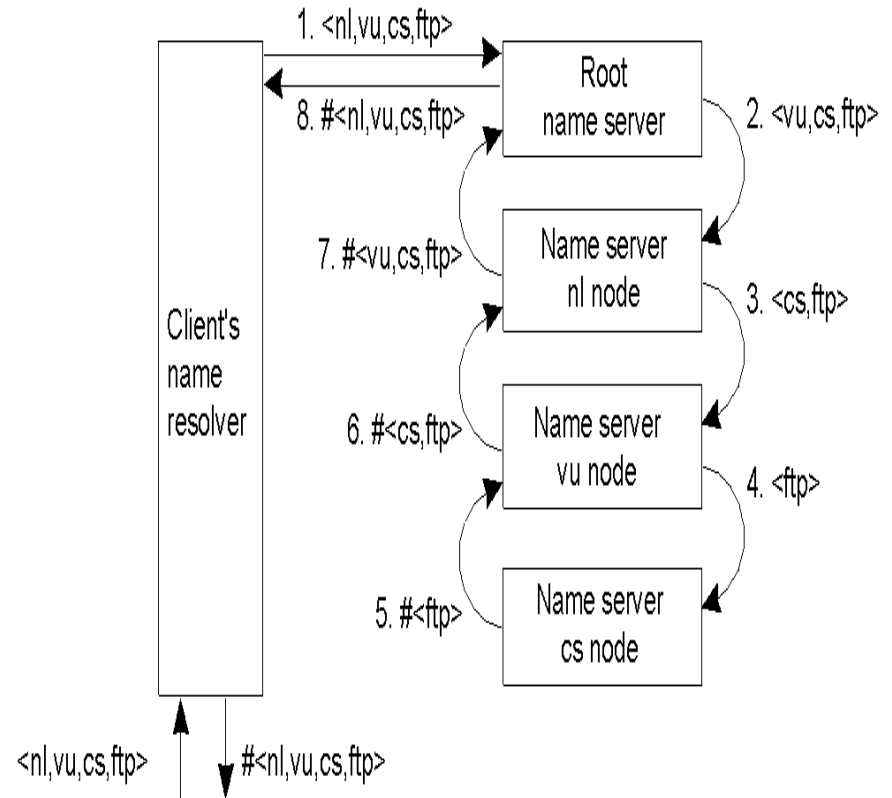 1. <nl,vu,cs,ftp>
8. #<nl,vu,cs,ftp>
Root
name server
2. <vu,cs,ftp>
7. #<vu,cs,ftp>
Name server
nl node
3. <cs,ftp>
Client's
name
resolver
6. #<cs,ftp>
Name server
vu node
4. <ftp>
5. #<ftp>
Name server
cs node
<nl,vu,cs,ftp>
#<nl,vu,cs,ftp>